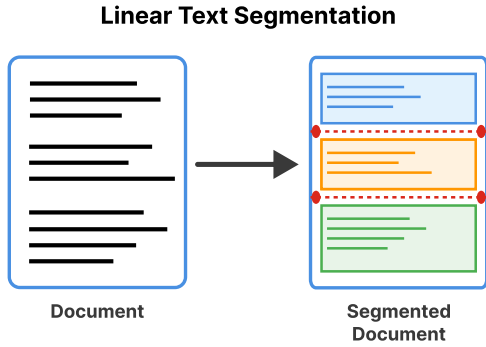 Linear Text Segmentation
Document
Segmented
Document